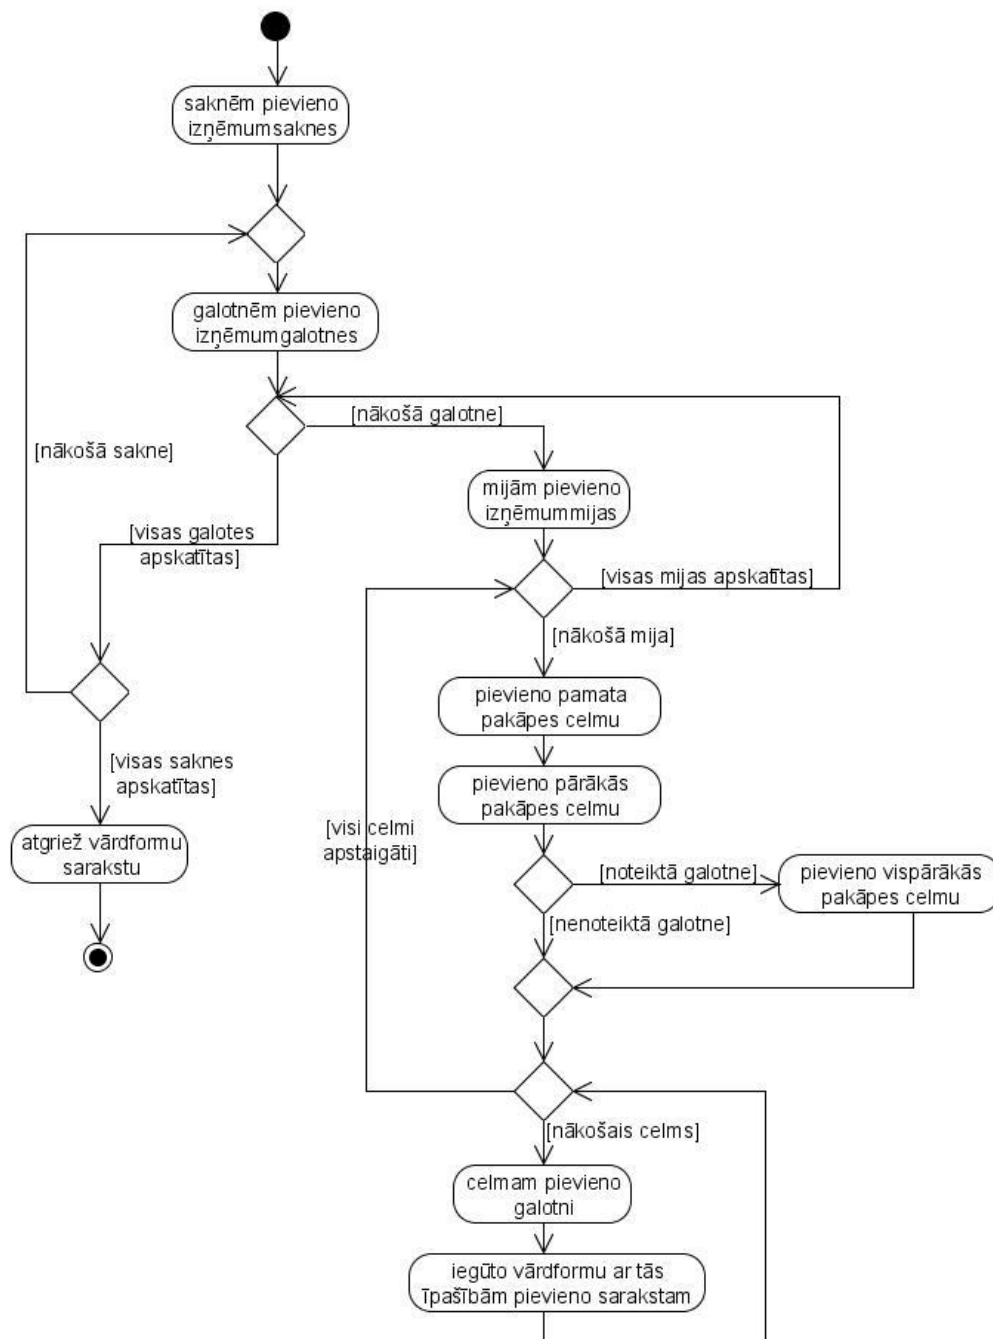 saknēm pievieno
izņēmumsaknes
galotnēm pievieno
izņēmumgalotnes
[nākošā galotne]
[nākošā sakne]
mijām pievieno
izņēmummijas
[visas galotes
apskatītas]
[visas mijas apskatītas]
[nākošā mija]
pievieno pamata
pakāpes celmu
[visas saknes
apskatītas]
pievieno pārākās
pakāpes celmu
atgriež vārdformu
sarakstu
[visi celmi
apstaigāti]
[noteiktā galotne]
pievieno vispārākās
pakāpes celmu
[nenoteiktā galotne]
[nākošais celms]
celmam pievieno
galotni
iegūto vārdformu ar tās
īpašībām pievieno sarakstam